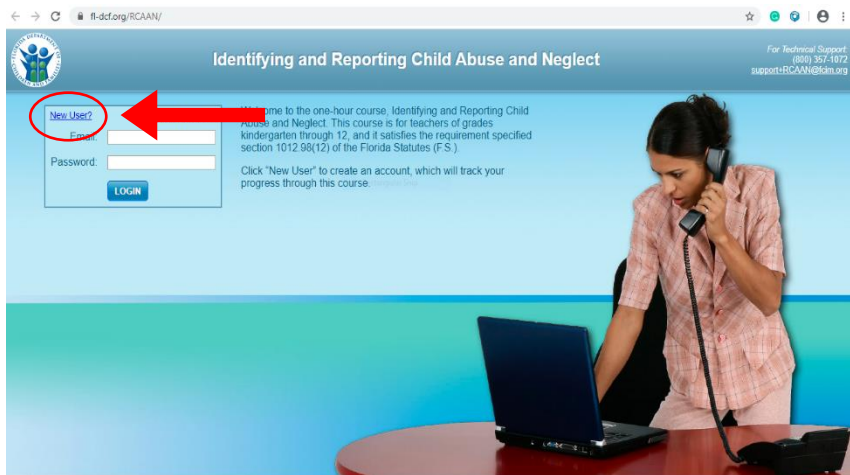 fl-dcf.org/RCAAN/
Identifying and Reporting Child Abuse and Neglect
For Technical Support:
(800) 357-1072
support+RCAAN@fdm.org
New User?
Email:
Password:
LOGIN
to the one-hour course, Identifying and Reporting Child
Abuse and Neglect. This course is for teachers of grades
kindergarten through 12, and it satisfies the requirement specified
section 1012.98(12) of the Florida Statutes (F.S.).
Click "New User" to create an account, which will track your
progress through this course.